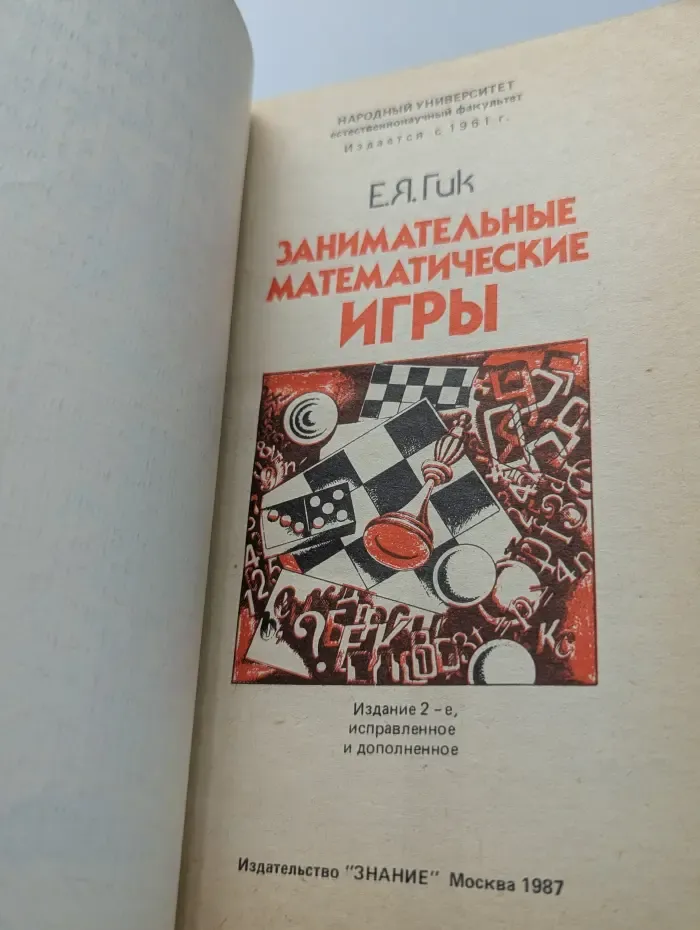 НАРОДНЫЙ УНИВЕРСИТЕТ
естественнонаучный факультет
Издается с 1961 г.
Е.Я.Гик
ЗАНИМАТЕЛЬНЫЕ
МАТЕМАТИЧЕСКИЕ
ИГРЫ
Издание 2-е,
исправленное
и дополненное
Издательство "ЗНАНИЕ" Москва 1987